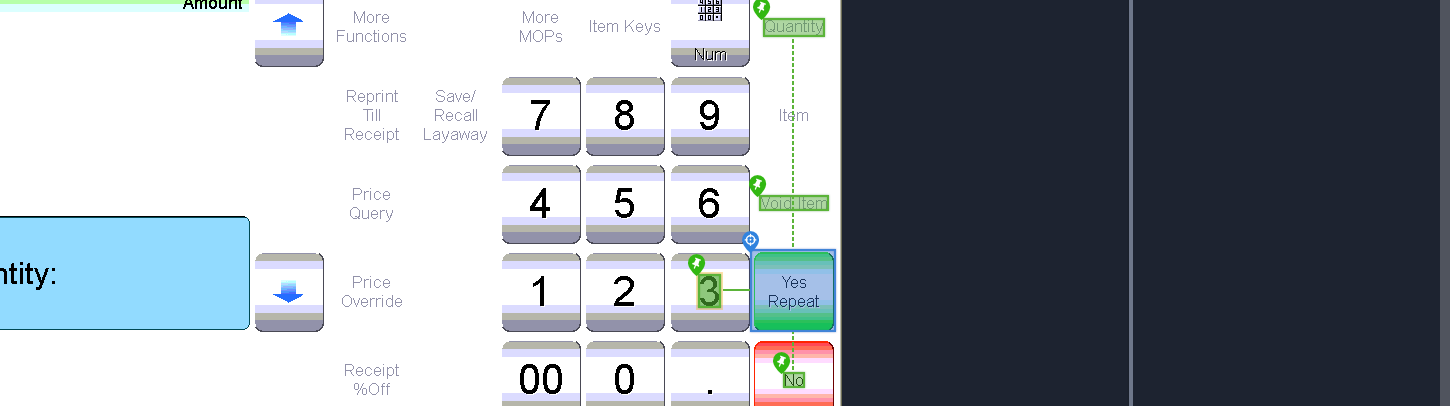 Amount
More
Functions
More
MOPs
Item Keys
Num
Quantity
Reprint
Till
Receipt
Save/
Recall
Layaway
7
8
9
Item
Price
Query
4
5
6
Void Item
ntity:
Price
Override
1
2
3
Yes
Repeat
Receipt
%Off
00
0
.
No